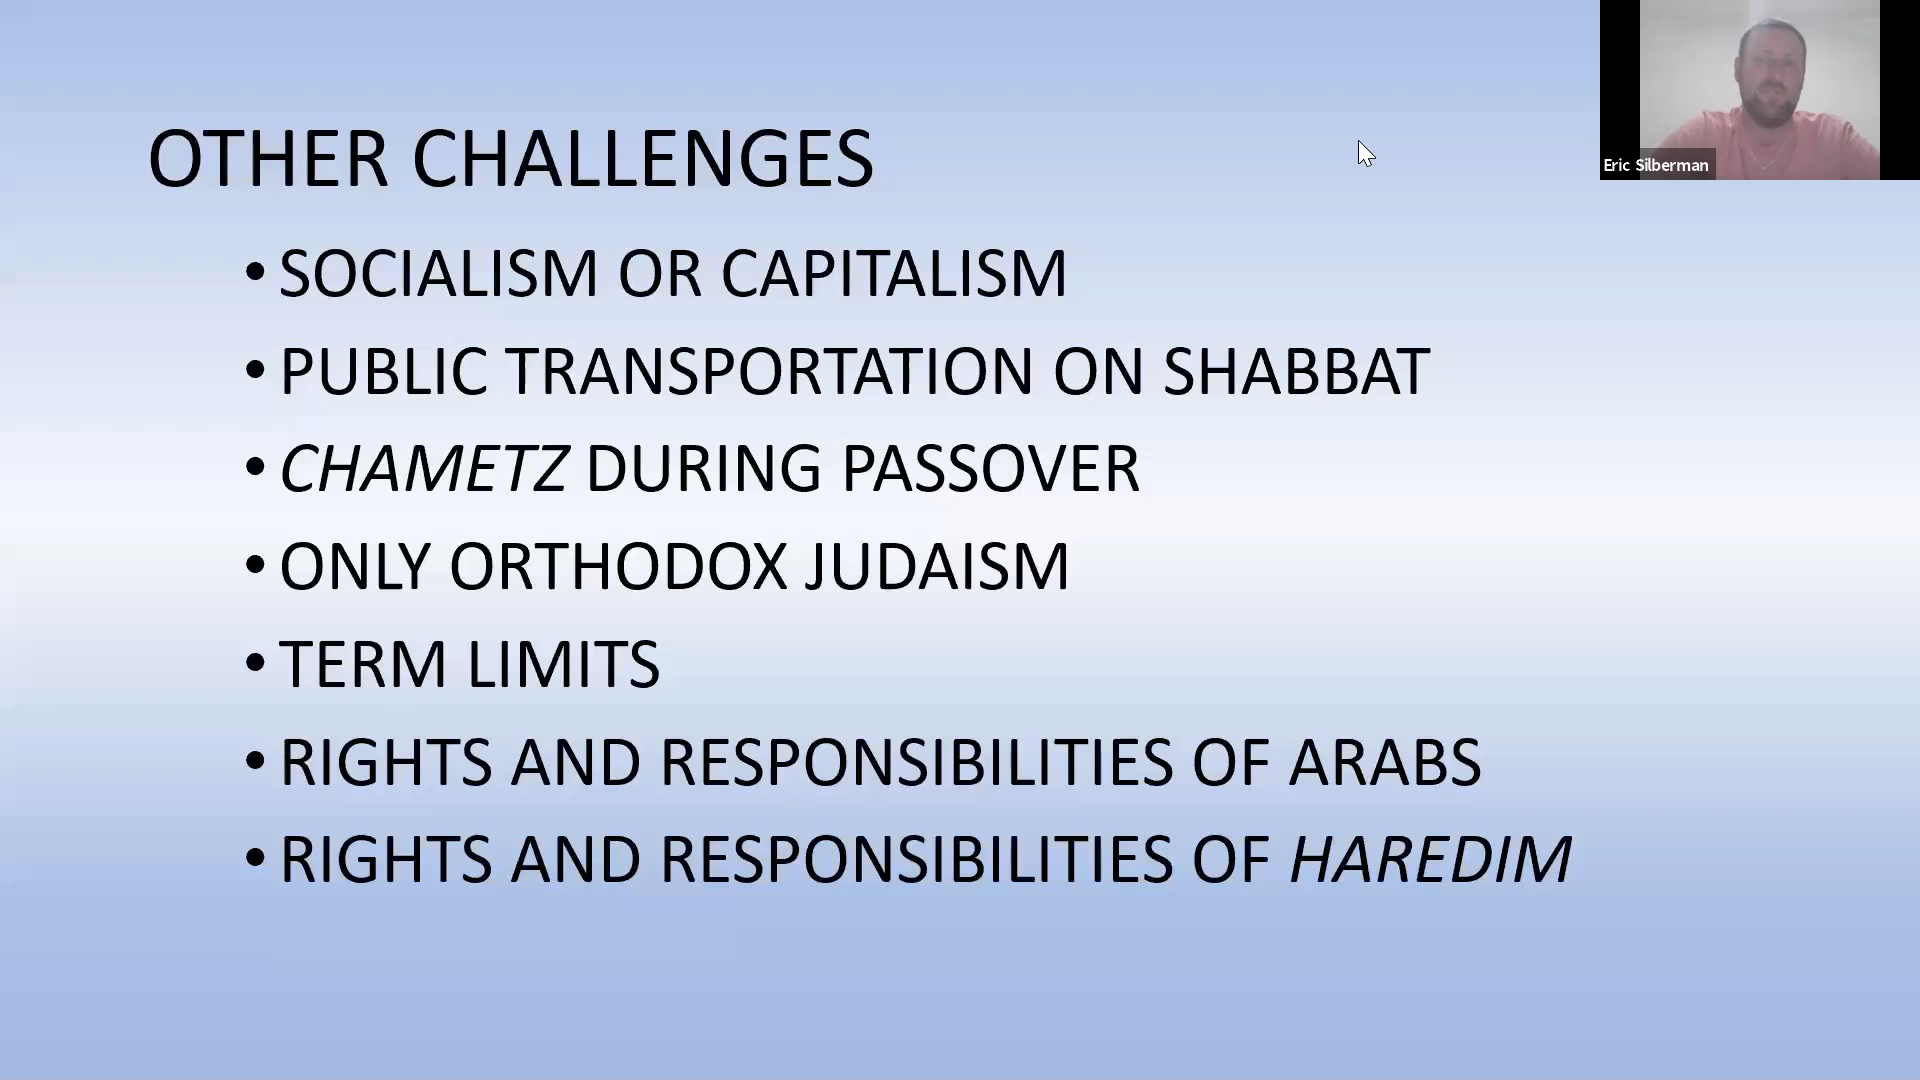 OTHER CHALLENGES
• SOCIALISM OR CAPITALISM
• PUBLIC TRANSPORTATION ON SHABBAT
• CHAMETZ DURING PASSOVER
• ONLY ORTHODOX JUDAISM
• TERM LIMITS
• RIGHTS AND RESPONSIBILITIES OF ARABS
• RIGHTS AND RESPONSIBILITIES OF HAREDIM
Eric Silberman